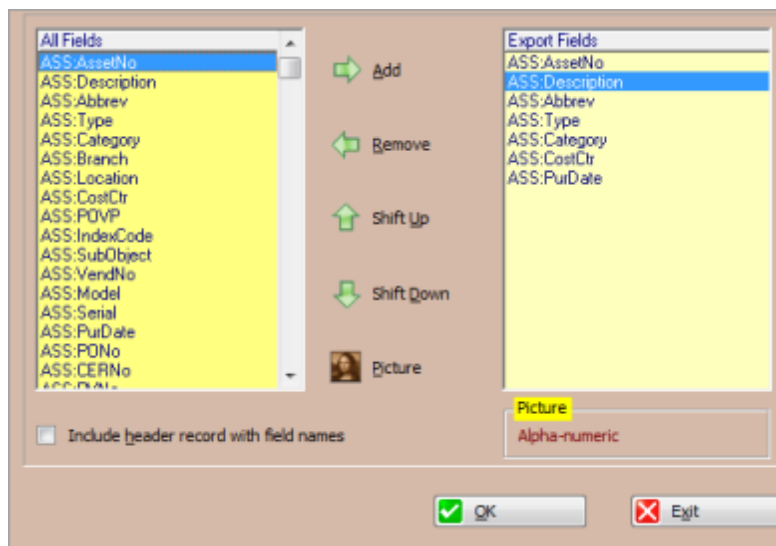 All Fields
ASS:AssetNo
ASS:Description
ASS:Abbrev
ASS:Type
ASS:Category
ASS:Branch
ASS:Location
ASS:CostCtr
ASS:POVP
ASS:IndexCode
ASS:SubObject
ASS:VendNo
ASS:Model
ASS:Serial
ASS:PurDate
ASS:PONo
ASS:CERNo
Add
Remove
Shift Up
Shift Down
Picture
Export Fields
ASS:AssetNo
ASS:Description
ASS:Abbrev
ASS:Type
ASS:Category
ASS:CostCtr
ASS:PurDate
Include header record with field names
Picture
Alpha-numeric
OK
Exit